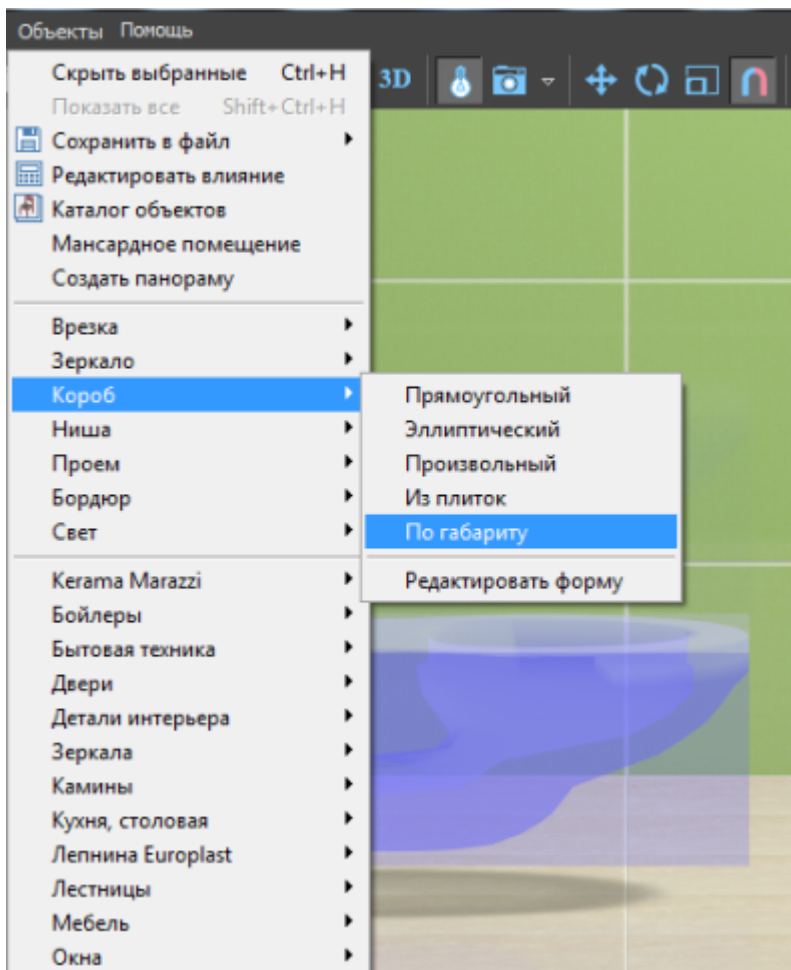 Объекты Помощь
Скрыть выбранные Ctrl+H
3D
Показать все Shift+Ctrl+H
Сохранить в файл
Редактировать влияние
Каталог объектов
Мансардное помещение
Создать панораму
Врезка
Зеркало
Короб
Прямоугольный
Ниша
Эллиптический
Проем
Произвольный
Бордюр
Из плиток
Свет
По габариту
Kerama Marazzi
Редактировать форму
Бойлеры
Бытовая техника
Двери
Детали интерьера
Зеркала
Камины
Кухня, столовая
Лепнина Europlast
Лестницы
Мебель
Окна